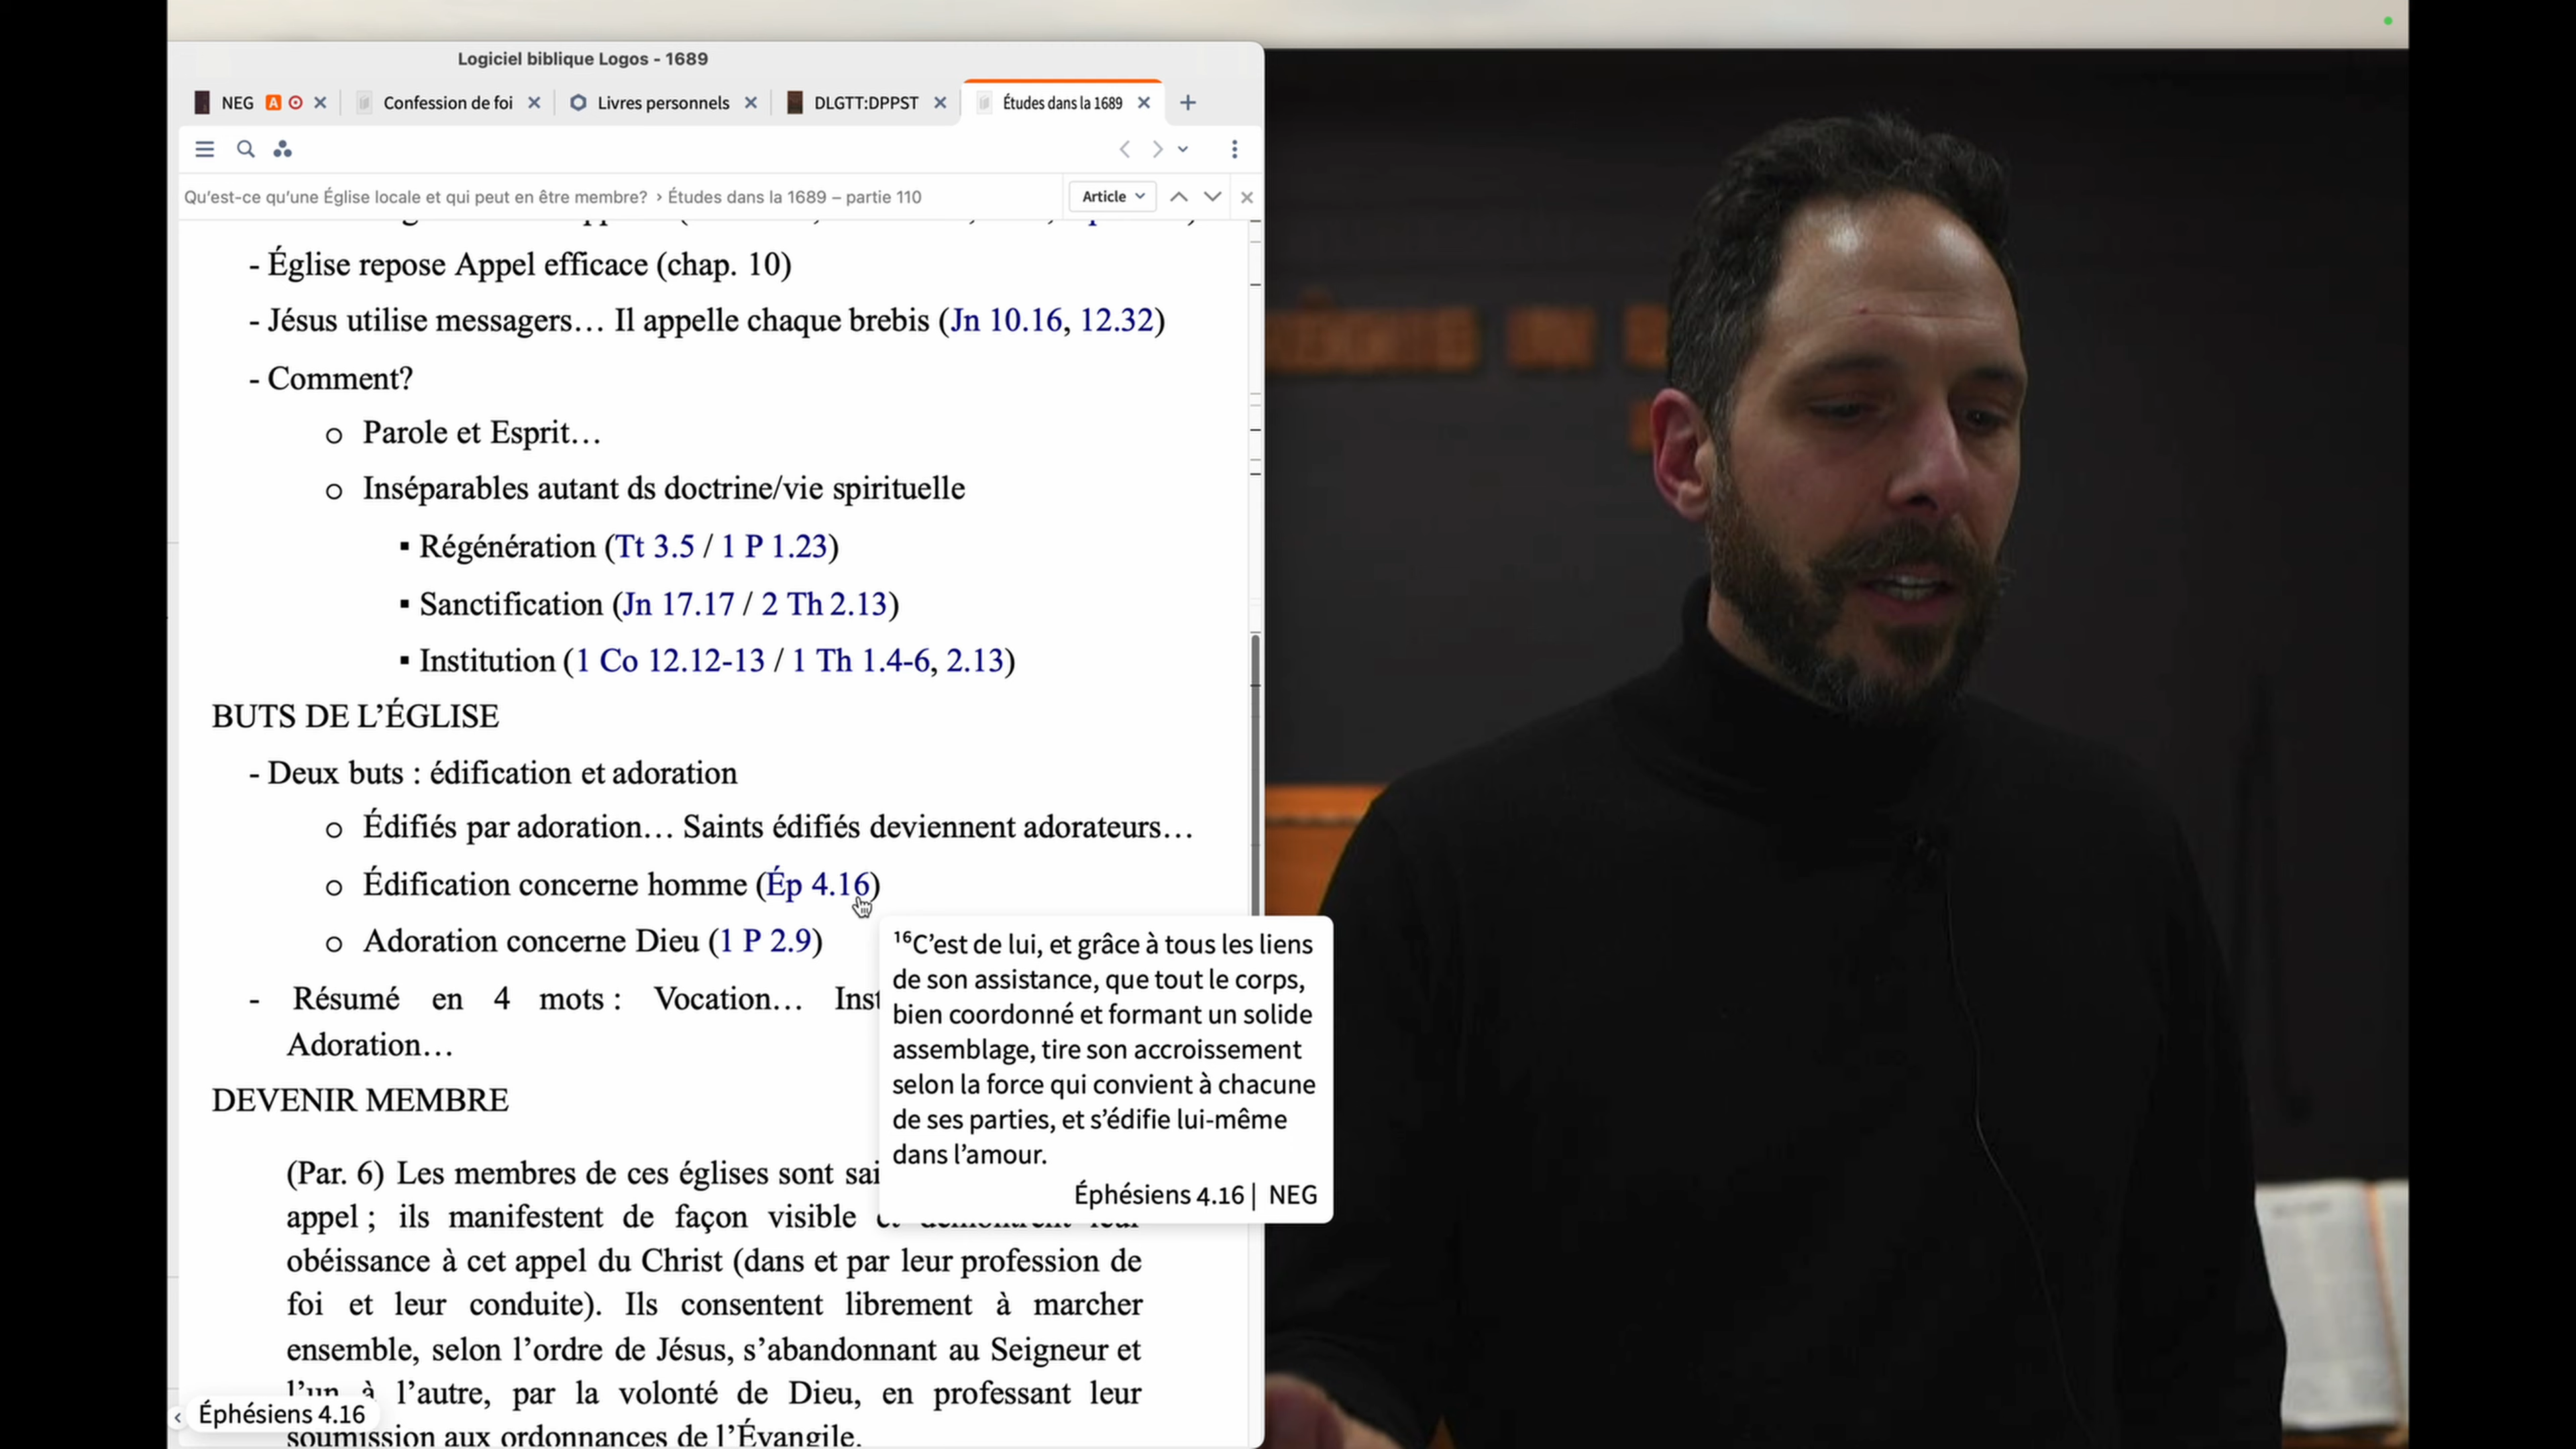 Logiciel biblique Logos - 1689
NEG A
Confession de foi
Livres personnels
DLGTT:DPPST
Études dans la 1689
Qu'est-ce qu'une Église locale et qui peut en être membre? › Études dans la 1689 – partie 110
Article
- Église repose Appel efficace (chap. 10)
- Jésus utilise messagers… Il appelle chaque brebis (Jn 10.16, 12.32)
- Comment?
o Parole et Esprit…
o Inséparables autant ds doctrine/vie spirituelle
▪ Régénération (Tt 3.5 / 1 P 1.23)
▪ Sanctification (Jn 17.17 / 2 Th 2.13)
▪ Institution (1 Co 12.12-13 / 1 Th 1.4-6, 2.13)
BUTS DE L'ÉGLISE
- Deux buts : édification et adoration
o Édifiés par adoration… Saints édifiés deviennent adorateurs…
o Édification concerne homme (Ép 4.16)
o Adoration concerne Dieu (1 P 2.9)
- Résumé en 4 mots : Vocation…
Adoration…
DEVENIR MEMBRE
(Par. 6) Les membres de ces églises sont
appel ; ils manifestent de façon visible
obéissance à cet appel du Christ (dans et par leur profession de
foi et leur conduite). Ils consentent librement à marcher
ensemble, selon l'ordre de Jésus, s'abandonnant au Seigneur et
l'un à l'autre, par la volonté de Dieu, en professant leur
soumission aux ordonnances de l'Évangile.
16C'est de lui, et grâce à tous les liens
de son assistance, que tout le corps,
bien coordonné et formant un solide
assemblage, tire son accroissement
selon la force qui convient à chacune
de ses parties, et s'édifie lui-même
dans l'amour.
Éphésiens 4.16 | NEG
Éphésiens 4.16